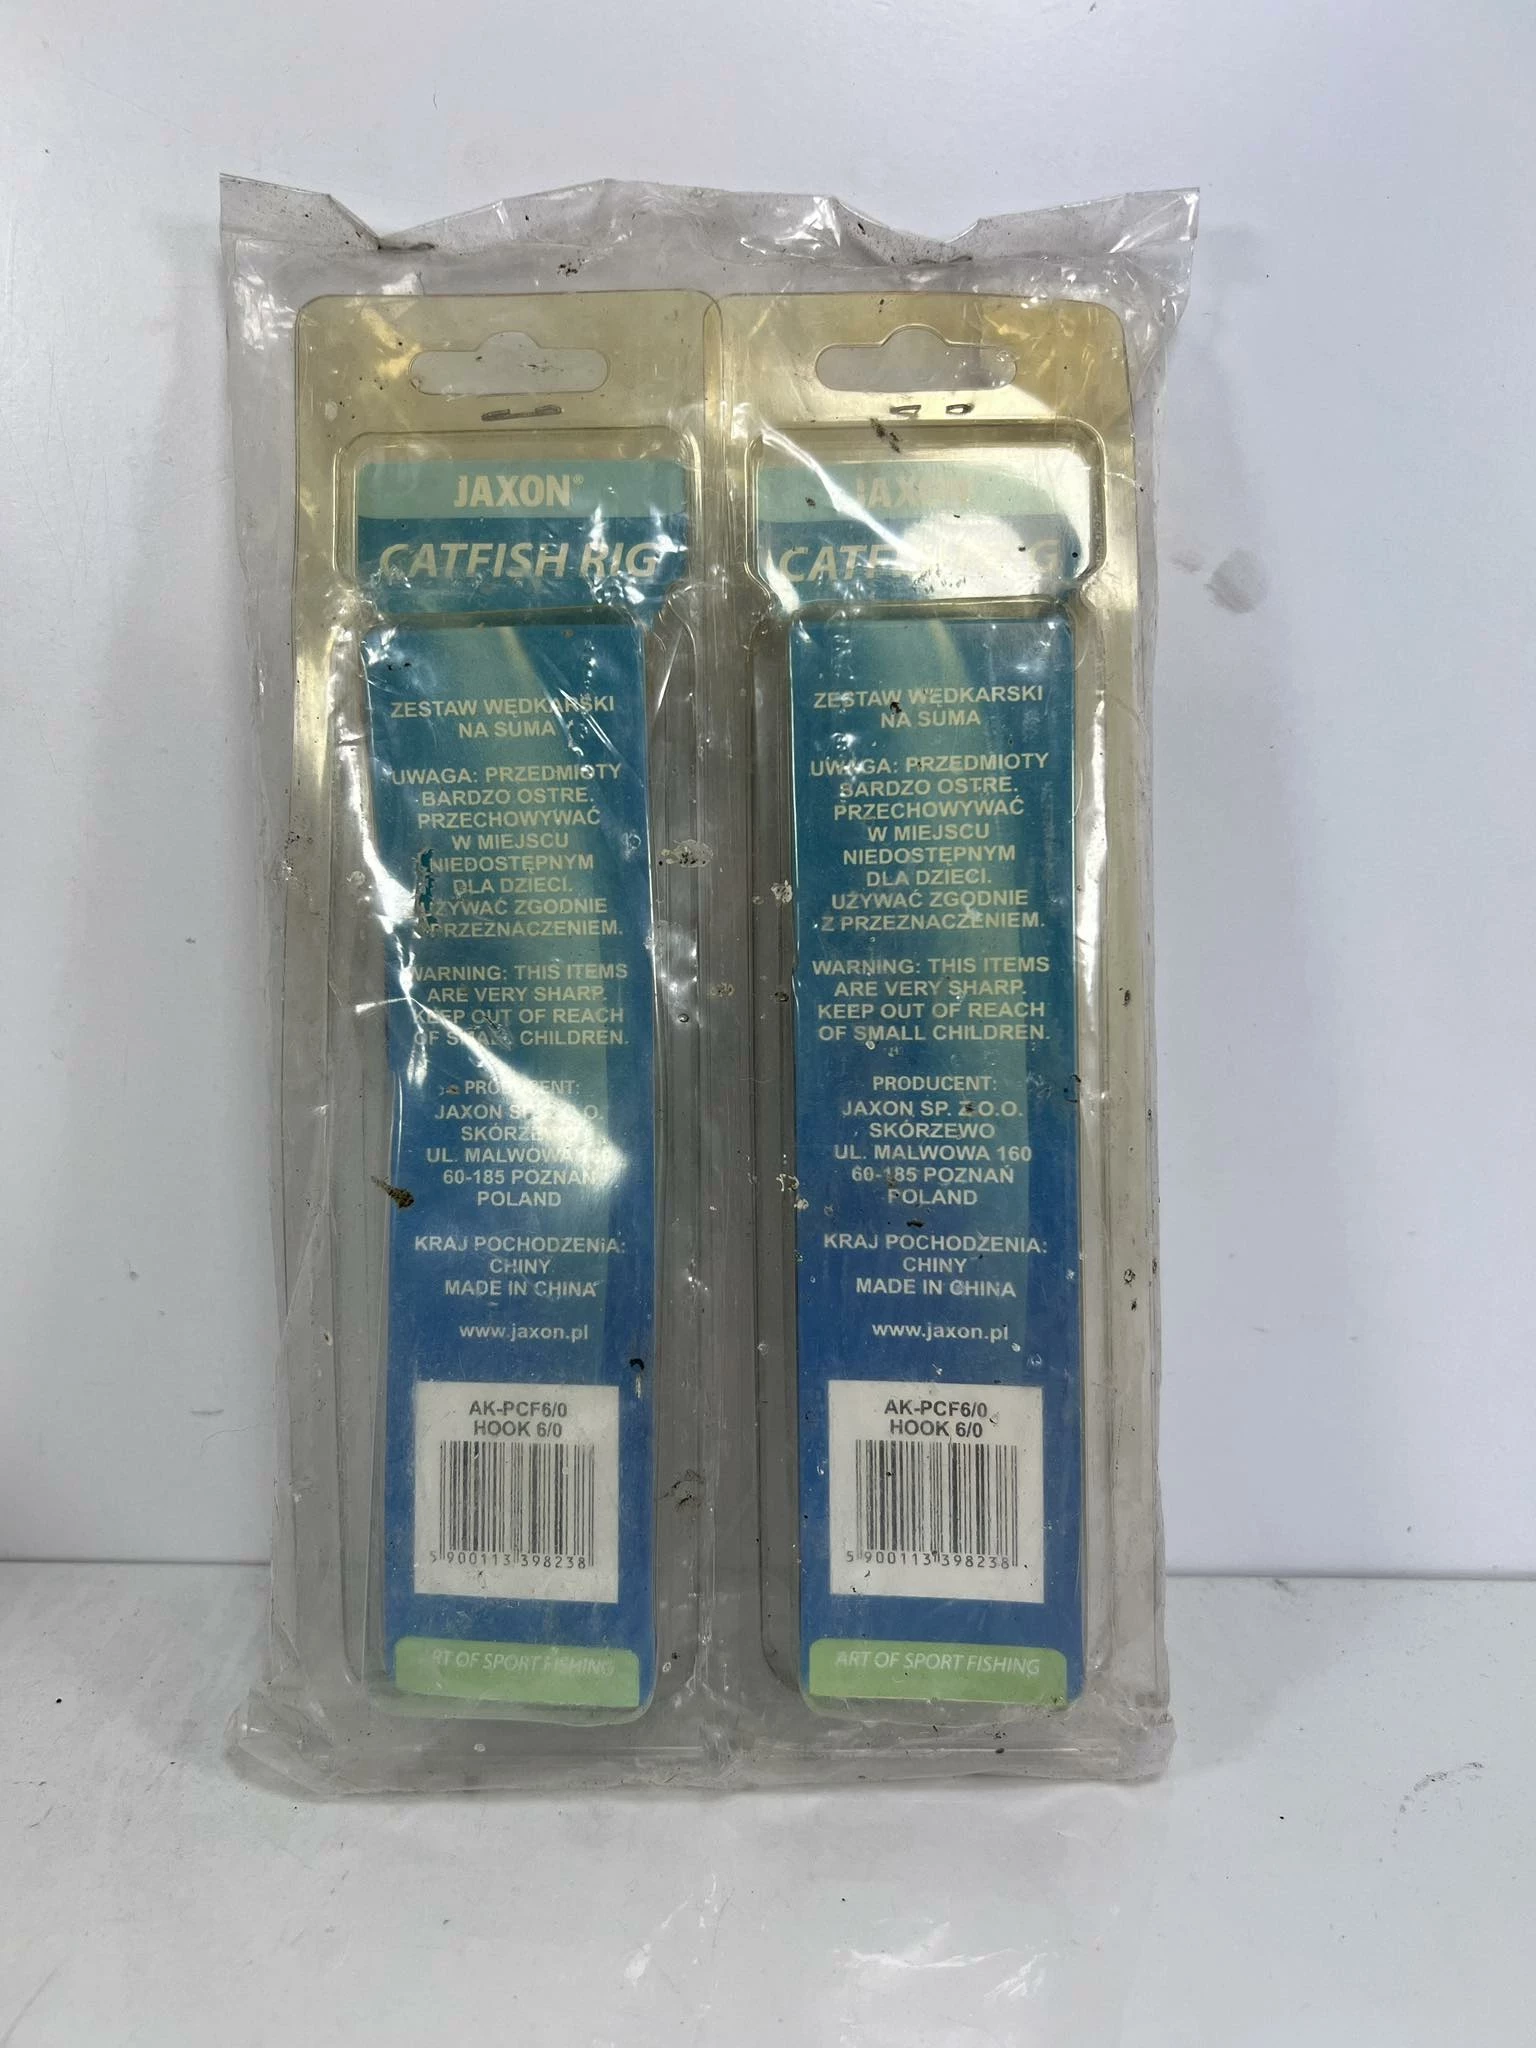 JAXON®
CATFISH RIG
ZESTAW WĘDKARSKI
NA SUMA
UWAGA: PRZEDMIOTY
BARDZO OSTRE.
PRZECHOWYWAĆ
W MIEJSCU
NIEDOSTĘPNYM
DLA DZIECI.
UŻYWAĆ ZGODNIE
PRZEZNACZENIEM.
WARNING: THIS ITEMS
ARE VERY SHARP.
KEEP OUT OF REACH
OF SMALL CHILDREN.
PRODUCENT:
JAXON SP. Z O.O.
SKÓRZEWO
UL. MALWOWA 160
60-185 POZNAŃ
POLAND
KRAJ POCHODZENIA:
CHINY
MADE IN CHINA
www.jaxon.pl
AK-PCF6/0
HOOK 6/0
5 900113 398238
ART OF SPORT FISHING
JAXON
CATFISH RIG
ZESTAW WĘDKARSKI
NA SUMA
UWAGA: PRZEDMIOTY
BARDZO OSTRE.
PRZECHOWYWAĆ
W MIEJSCU
NIEDOSTĘPNYM
DLA DZIECI.
UŻYWAĆ ZGODNIE
Z PRZEZNACZENIEM.
WARNING: THIS ITEMS
ARE VERY SHARP.
KEEP OUT OF REACH
OF SMALL CHILDREN.
PRODUCENT:
JAXON SP. Z O.O.
SKÓRZEWO
UL. MALWOWA 160
60-185 POZNAŃ
POLAND
KRAJ POCHODZENIA:
CHINY
MADE IN CHINA
www.jaxon.pl
AK-PCF6/0
HOOK 6/0
5 900113 398238
ART OF SPORT FISHING